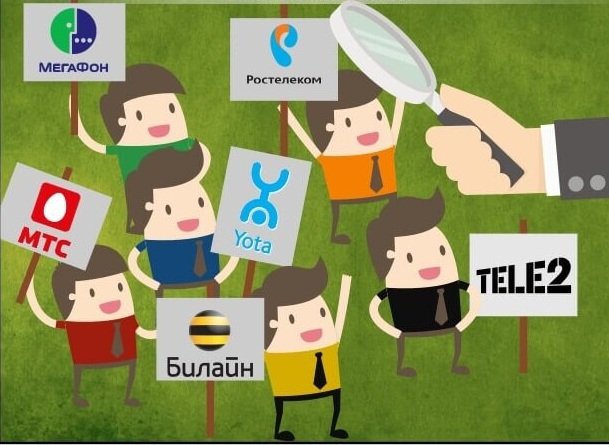 МЕГАФОН
Ростелеком
МТС
Yota
TELE2
Билайн